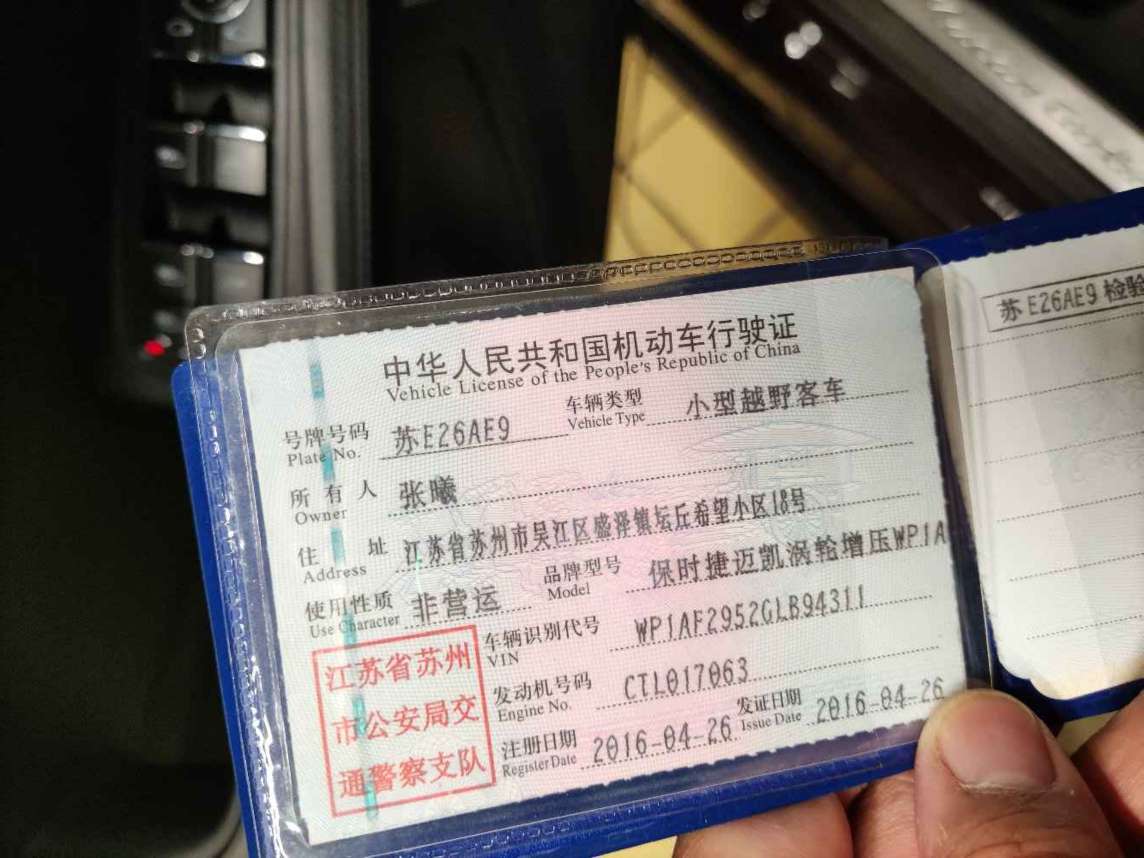 中华人民共和国机动车行驶证
Vehicle License of the People's Republic of China
号牌号码 苏E26AE9 车辆类型 小型越野客车
Plate No. Vehicle Type
所有人 张曦
Owner
住址 江苏省苏州市吴江区盛泽镇坛丘希望小区18号
Address
使用性质 非营运 品牌型号 保时捷迈凯涡轮增压WP1A
Use Character Model
车辆识别代号 WP1AF2952GLB94311
VIN
发动机号码 CTL017063
Engine No.
注册日期 2016-04-26 发证日期 2016-04-26
Register Date Issue Date
江苏省苏州
市公安局交
通警察支队
苏E26AE9 检验